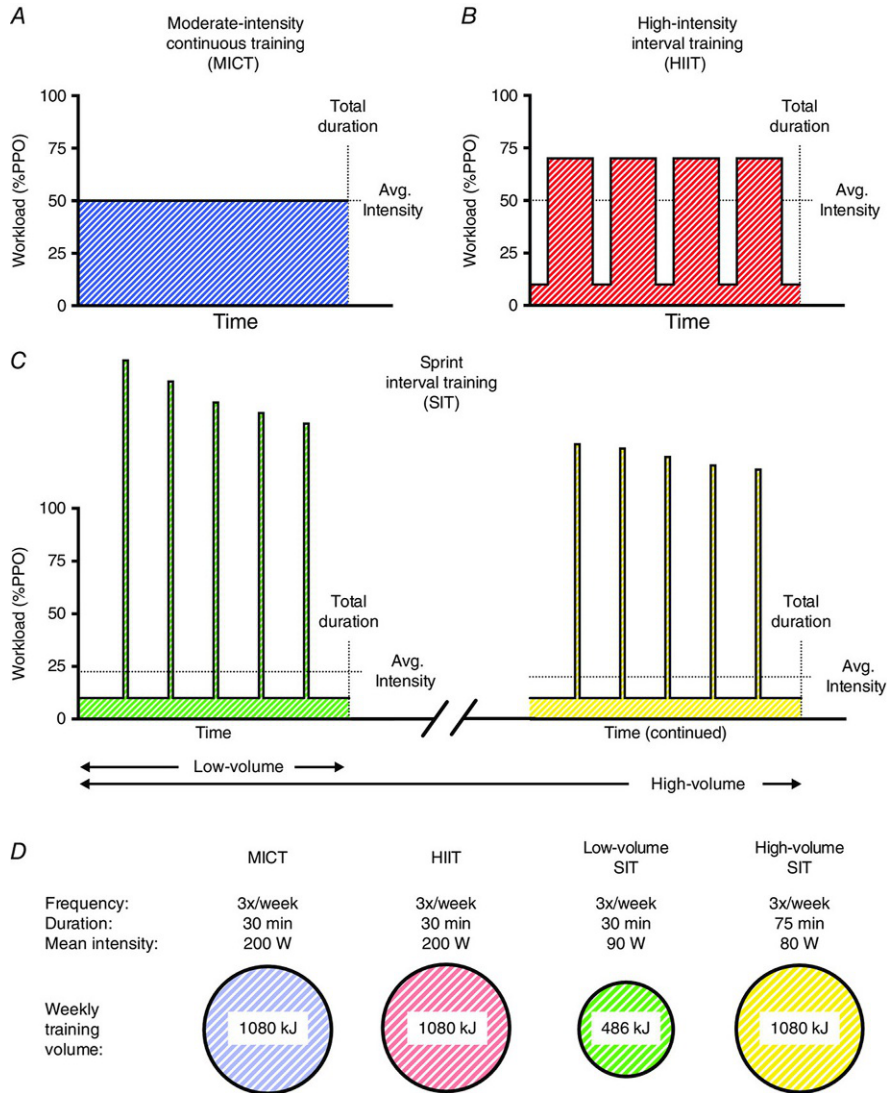 A
Moderate-intensity
continuous training
(MICT)
100
75
50
25
0
Workload (%PPO)
Total
duration
Avg.
Intensity
Time
B
High-intensity
interval training
(HIIT)
100
75
50
25
0
Workload (%PPO)
Total
duration
Avg.
Intensity
Time
C
Sprint
interval training
(SIT)
100
75
50
25
0
Workload (%PPO)
Total
duration
Avg.
Intensity
Time
Total
duration
Avg.
Intensity
Time (continued)
Low-volume
High-volume
D
MICT HIIT Low-volume SIT High-volume SIT
Frequency: 3x/week 3x/week 3x/week 3x/week
Duration: 30 min 30 min 30 min 75 min
Mean intensity: 200 W 200 W 90 W 80 W
Weekly
training
volume:
1080 kJ 1080 kJ 486 kJ 1080 kJ